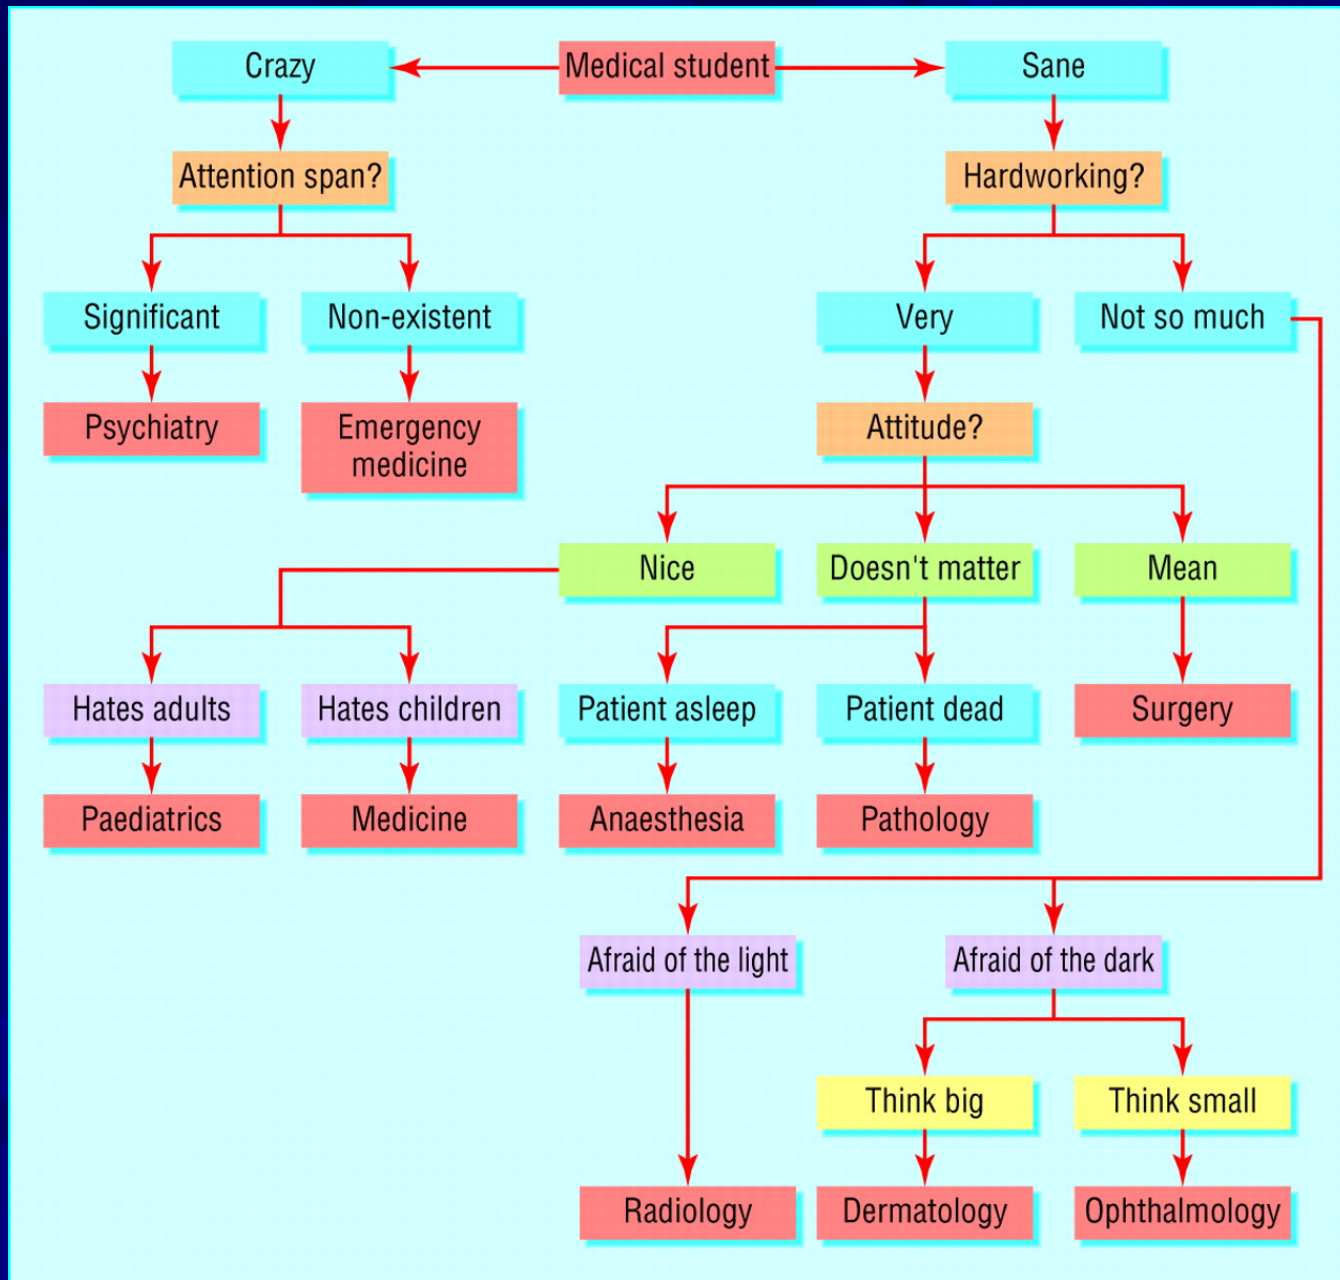 Crazy
Medical student
Sane
Attention span?
Hardworking?
Significant
Non-existent
Very
Not so much
Psychiatry
Emergency
medicine
Attitude?
Nice
Doesn't matter
Mean
Hates adults
Hates children
Patient asleep
Patient dead
Surgery
Paediatrics
Medicine
Anaesthesia
Pathology
Afraid of the light
Afraid of the dark
Think big
Think small
Radiology
Dermatology
Ophthalmology